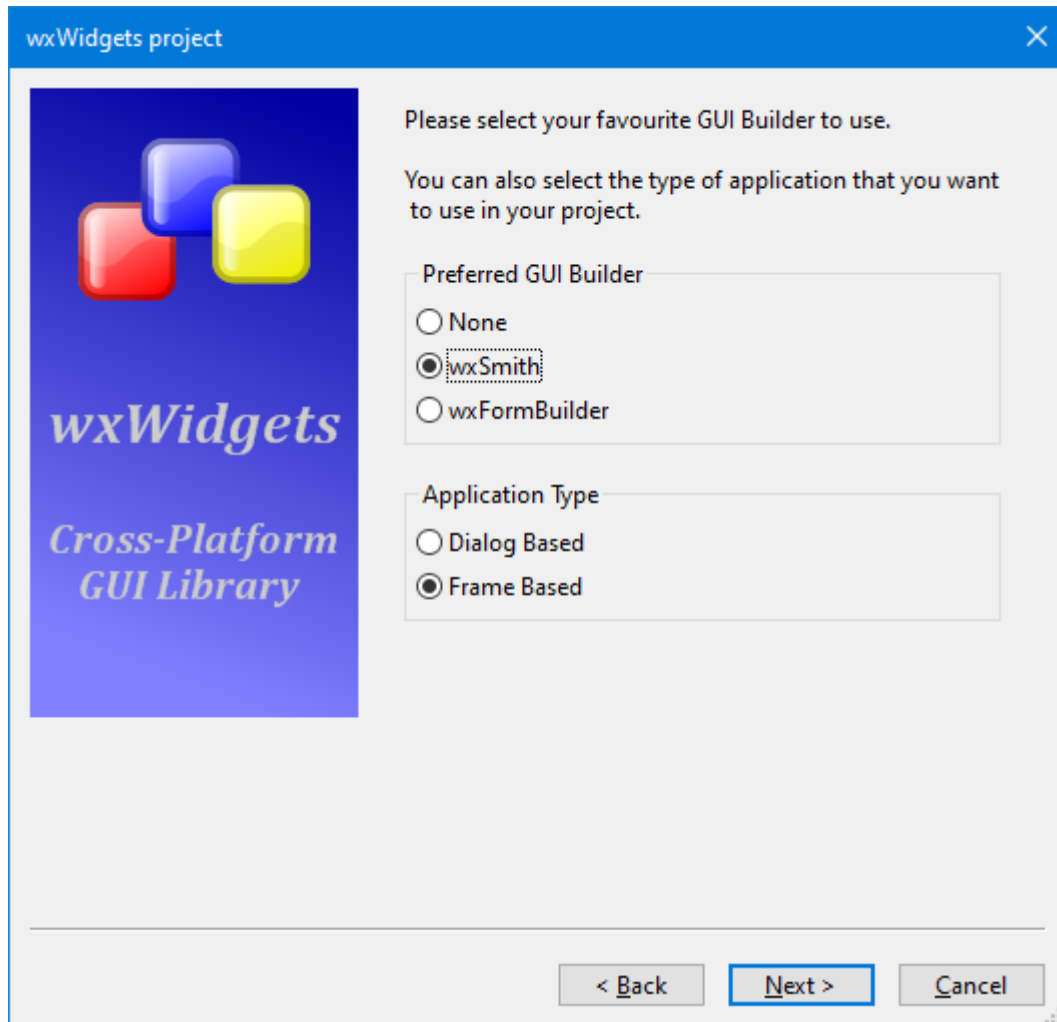 wxWidgets project
wxWidgets
Cross-Platform
GUI Library
Please select your favourite GUI Builder to use.
You can also select the type of application that you want
to use in your project.
Preferred GUI Builder
None
wxSmith
wxFormBuilder
Application Type
Dialog Based
Frame Based
< Back
Next >
Cancel